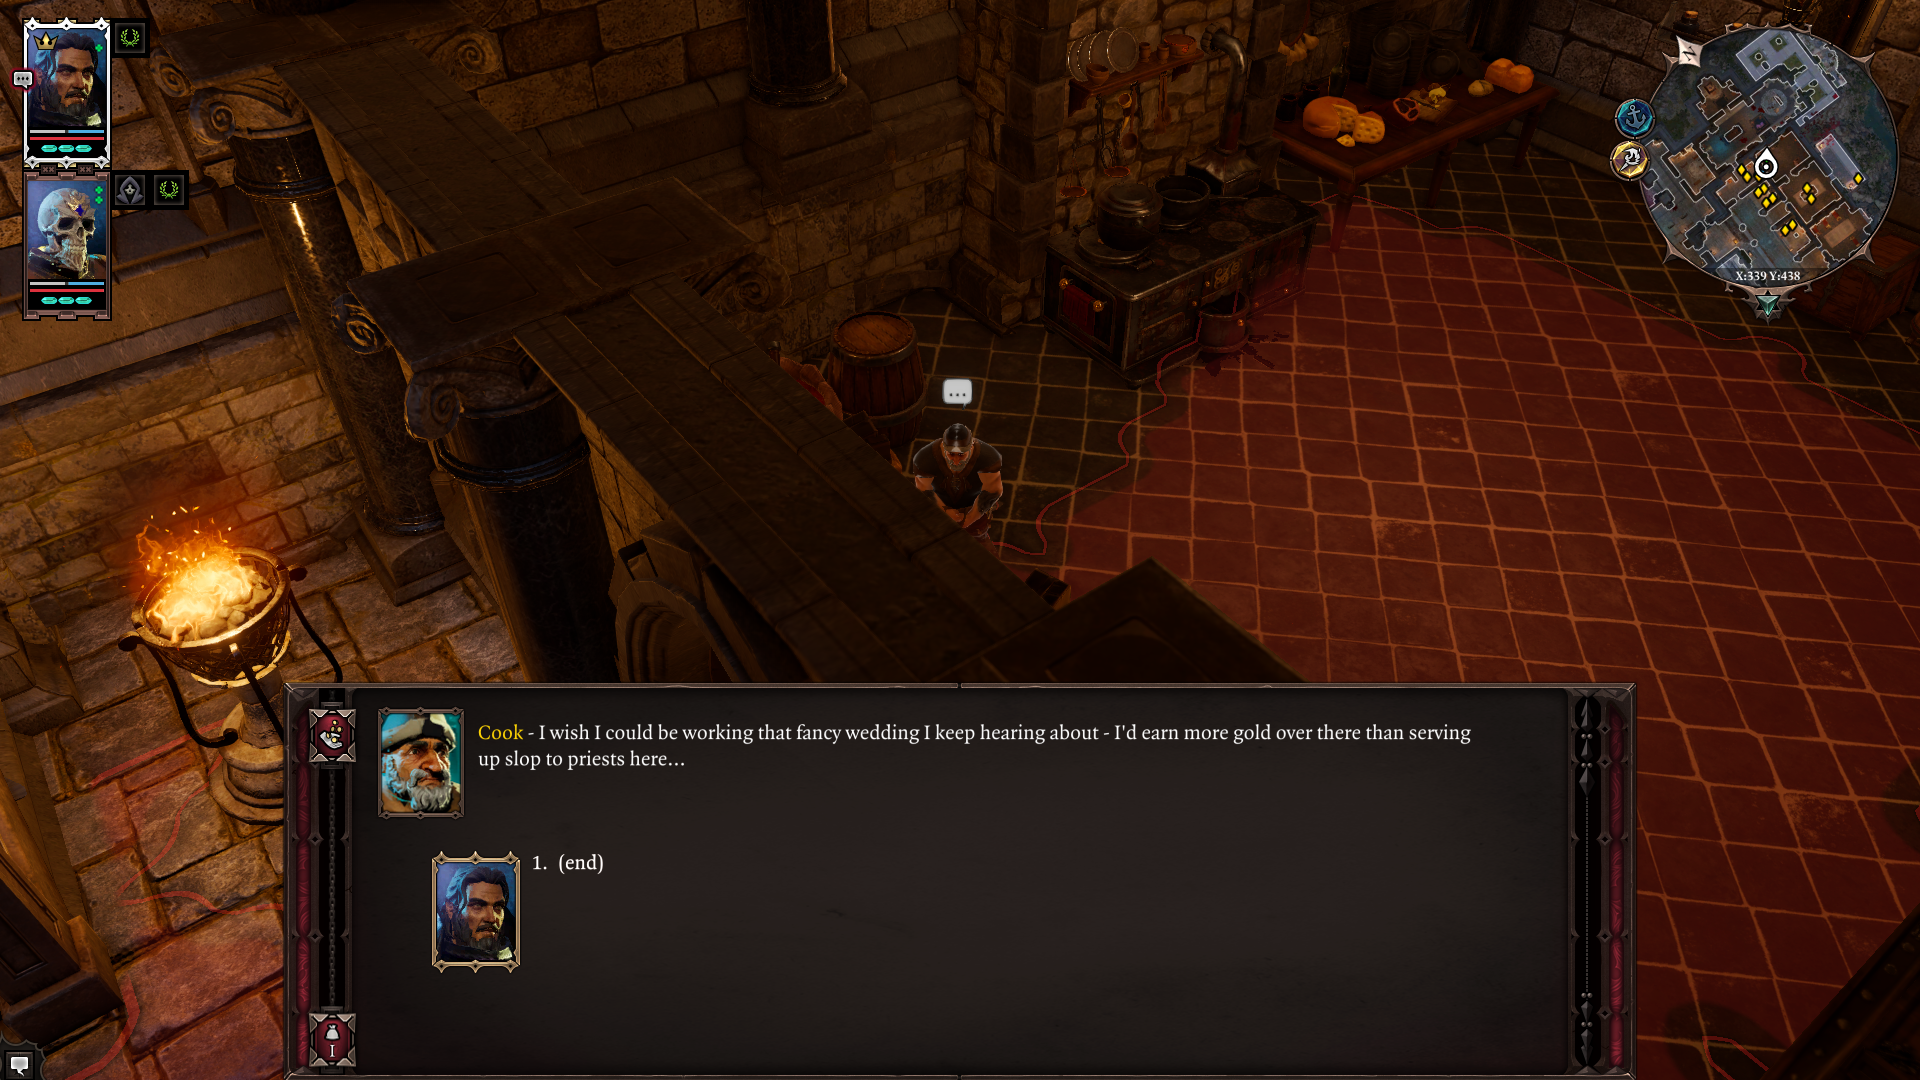 X:339 Y:438
Cook - I wish I could be working that fancy wedding I keep hearing about - I'd earn more gold over there than serving
up slop to priests here...
1. (end)
I